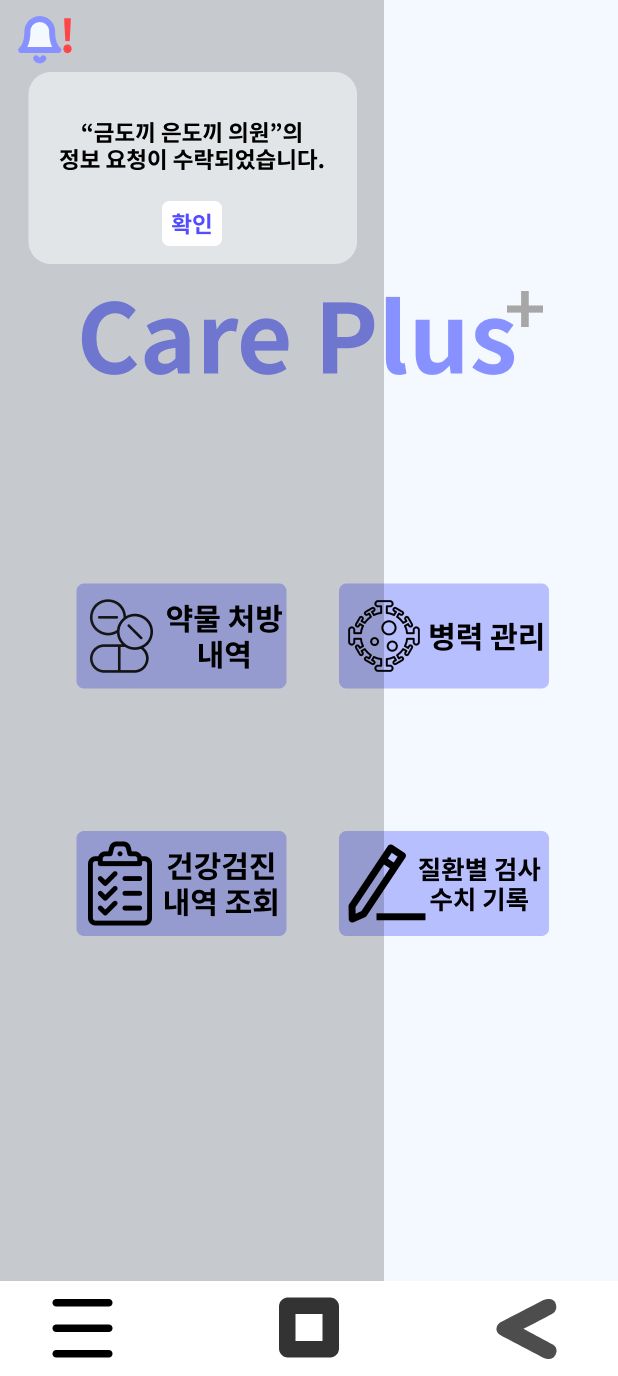 !
“금도끼 은도끼 의원”의
정보 요청이 수락되었습니다.
확인
Care Plus+
약물 처방
내역
병력 관리
건강검진
내역 조회
질환별 검사
수치 기록